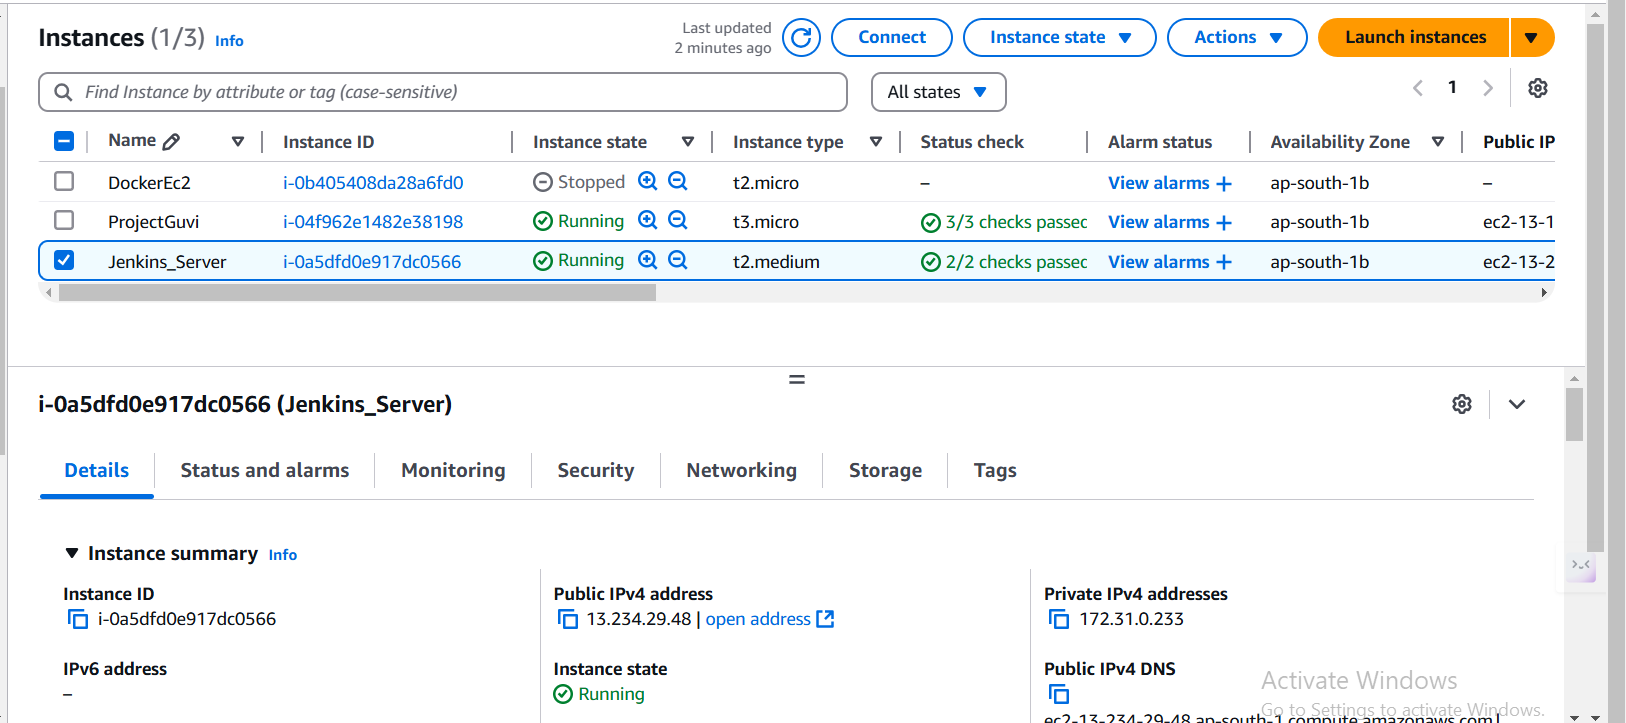 Instances (1/3) Info
Last updated
2 minutes ago
Connect
Instance state
Actions
Launch instances
Find Instance by attribute or tag (case-sensitive)
All states
1
Name Instance ID Instance state Instance type Status check Alarm status Availability Zone Public IP
DockerEc2 i-0b405408da28a6fd0 Stopped t2.micro – View alarms + ap-south-1b –
ProjectGuvi i-04f962e1482e38198 Running t3.micro 3/3 checks passed View alarms + ap-south-1b ec2-13-1
Jenkins_Server i-0a5dfd0e917dc0566 Running t2.medium 2/2 checks passed View alarms + ap-south-1b ec2-13-2
i-0a5dfd0e917dc0566 (Jenkins_Server)
Details Status and alarms Monitoring Security Networking Storage Tags
Instance summary Info
Instance ID
i-0a5dfd0e917dc0566
Public IPv4 address
13.234.29.48 | open address
Private IPv4 addresses
172.31.0.233
IPv6 address
–
Instance state
Running
Public IPv4 DNS
ec2-13-234-29-48.ap-south-1.compute.amazonaws.com |
Activate Windows
Go to Settings to activate Windows.